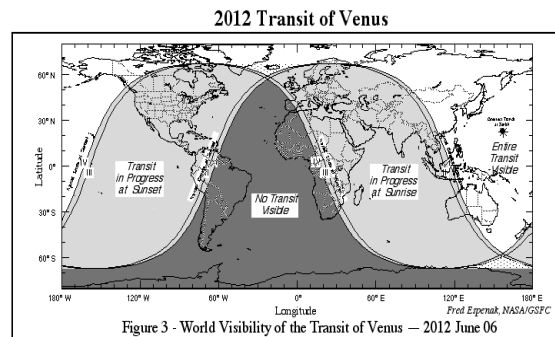 2012 Transit of Venus
60°N
30°N
0°
30°S
60°S
Latitude
Transit
in Progress
at Sunset
No Transit
Visible
Transit
in Progress
at Sunrise
Entire
Transit
Visible
III
III
180°W
120°W
60°W
0°
60°E
120°E
180°E
Longitude
Fred Espenak, NASA/GSFC
Figure 3 - World Visibility of the Transit of Venus — 2012 June 06